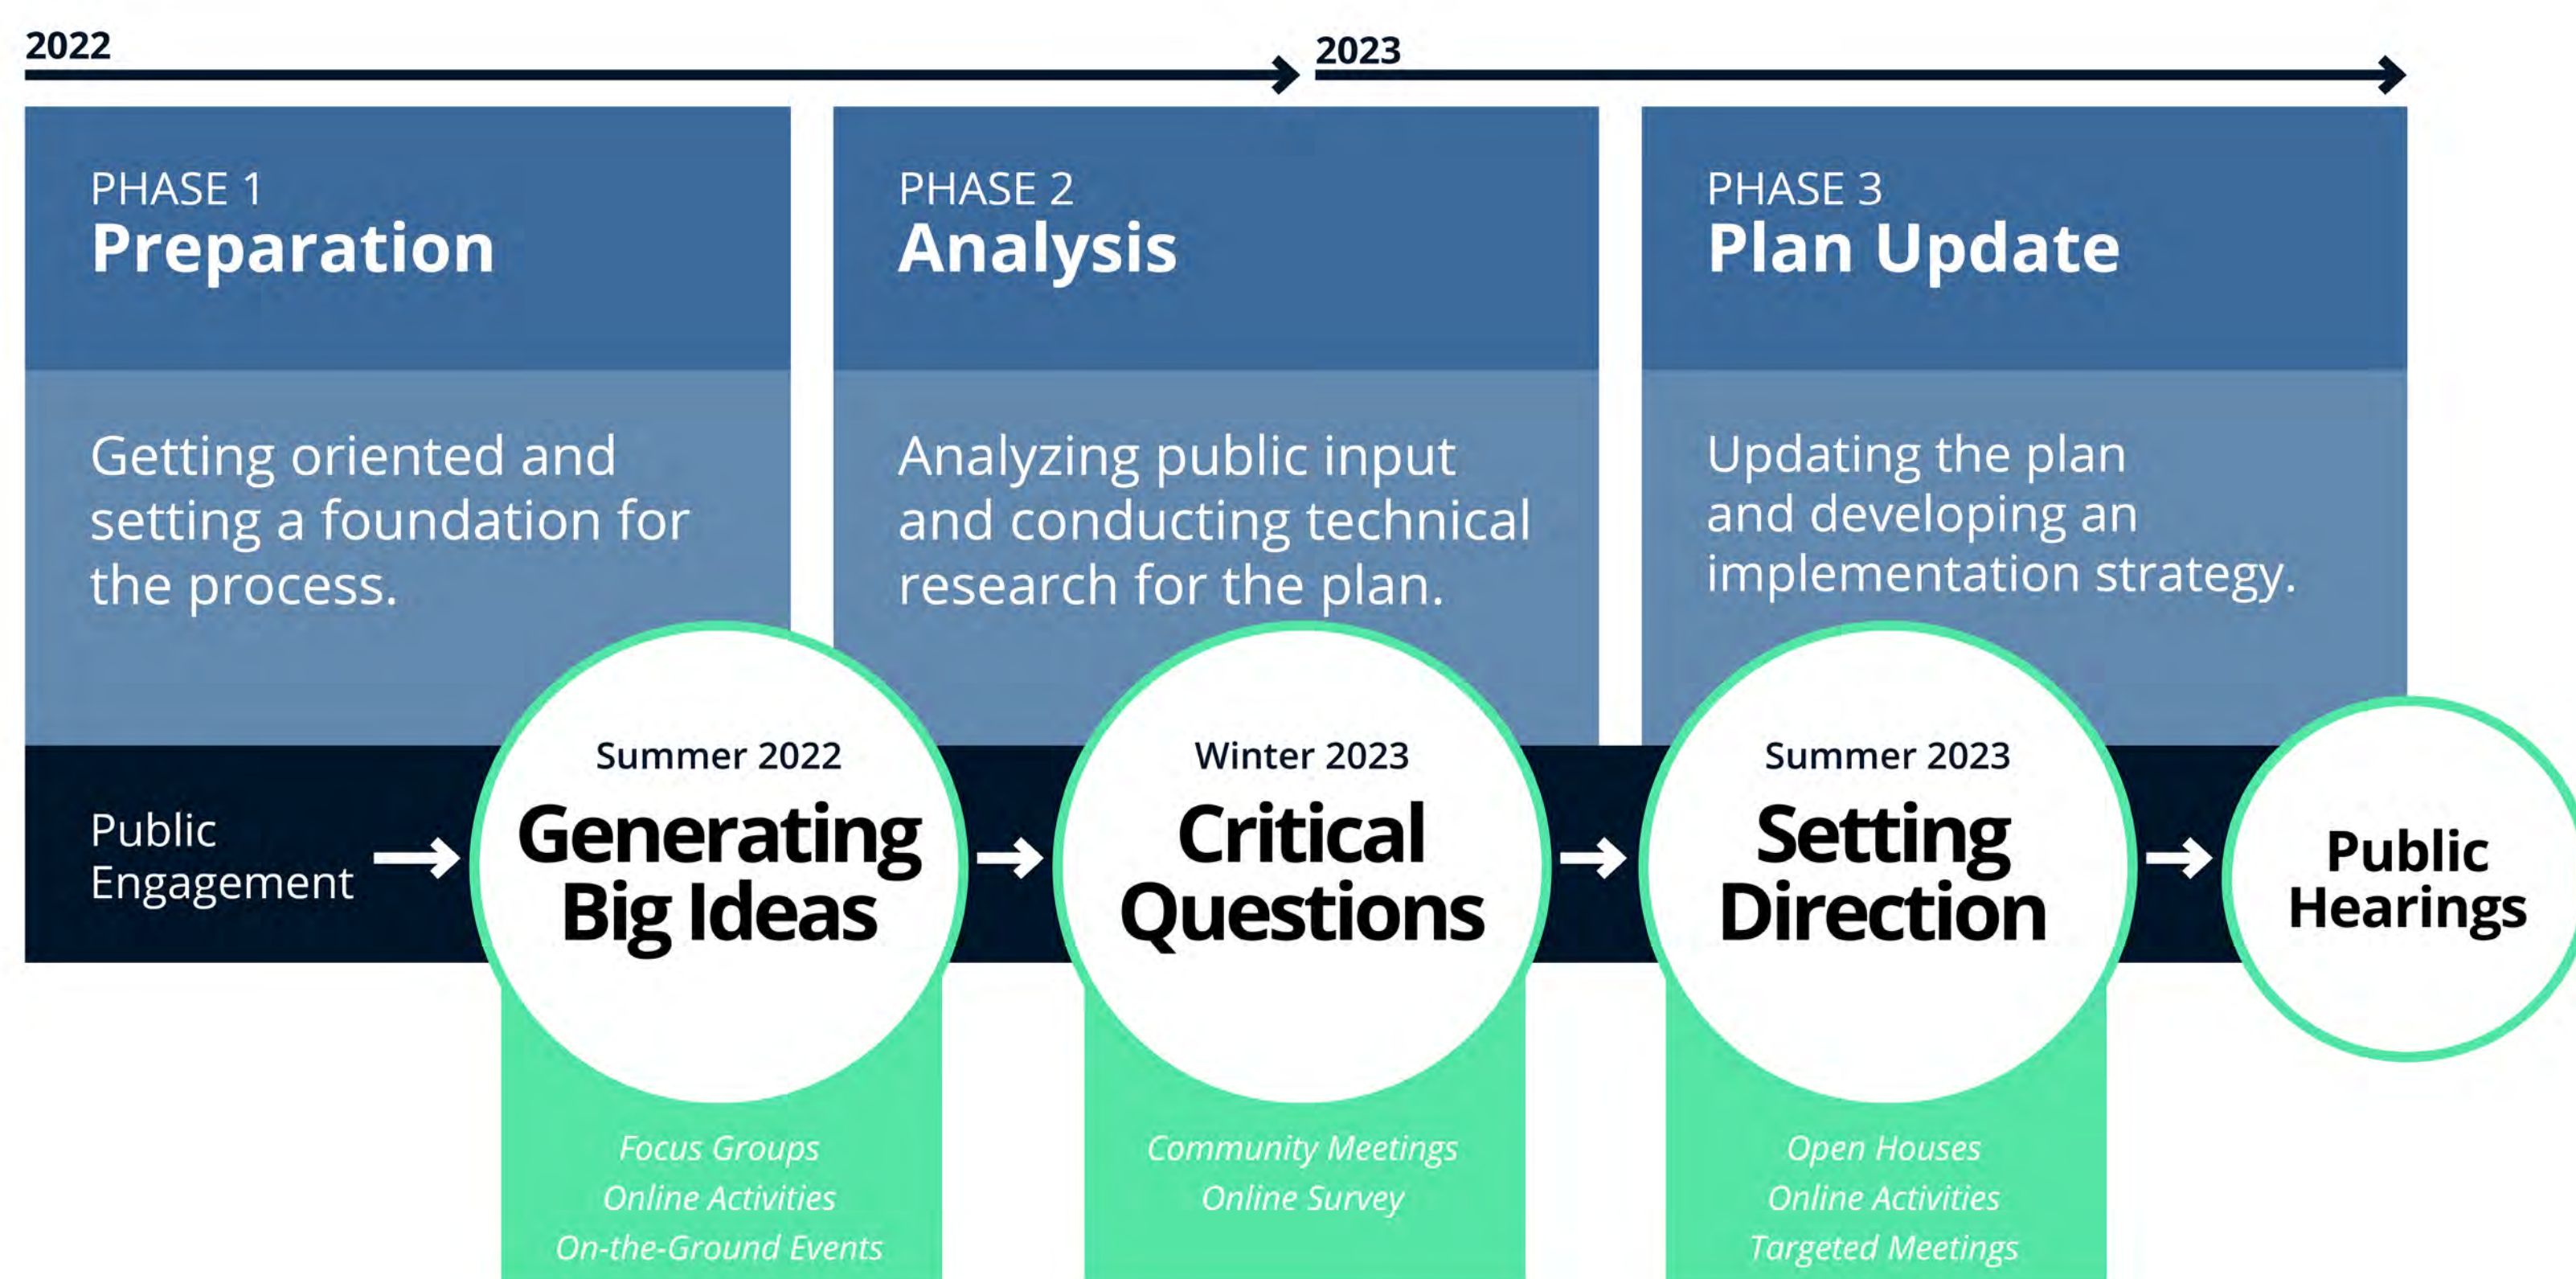 2022
2023
PHASE 1
Preparation
Getting oriented and
setting a foundation for
the process.
PHASE 2
Analysis
Analyzing public input
and conducting technical
research for the plan.
PHASE 3
Plan Update
Updating the plan
and developing an
implementation strategy.
Public
Engagement
Summer 2022
Generating
Big Ideas
Focus Groups
Online Activities
On-the-Ground Events
Winter 2023
Critical
Questions
Community Meetings
Online Survey
Summer 2023
Setting
Direction
Open Houses
Online Activities
Targeted Meetings
Public
Hearings